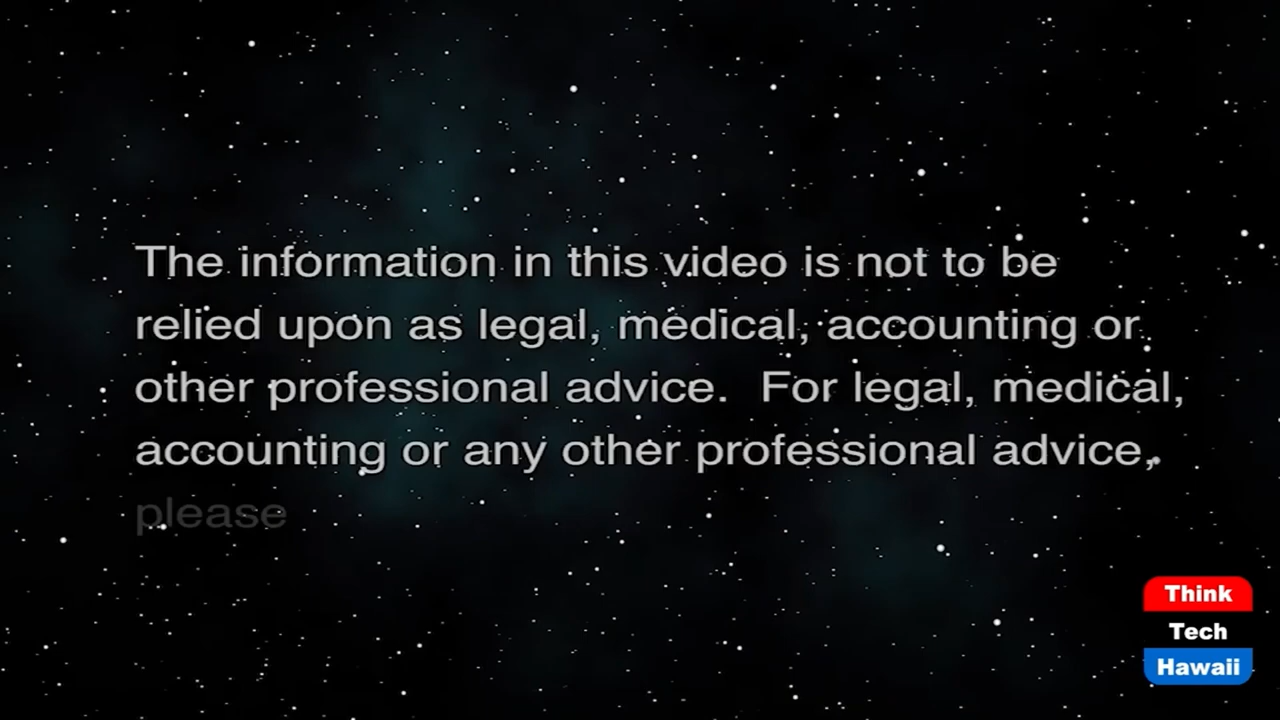 The information in this video is not to be
relied upon as legal, medical, accounting or
other professional advice.  For legal, medical,
accounting or any other professional advice,
please
Think
Tech
Hawaii